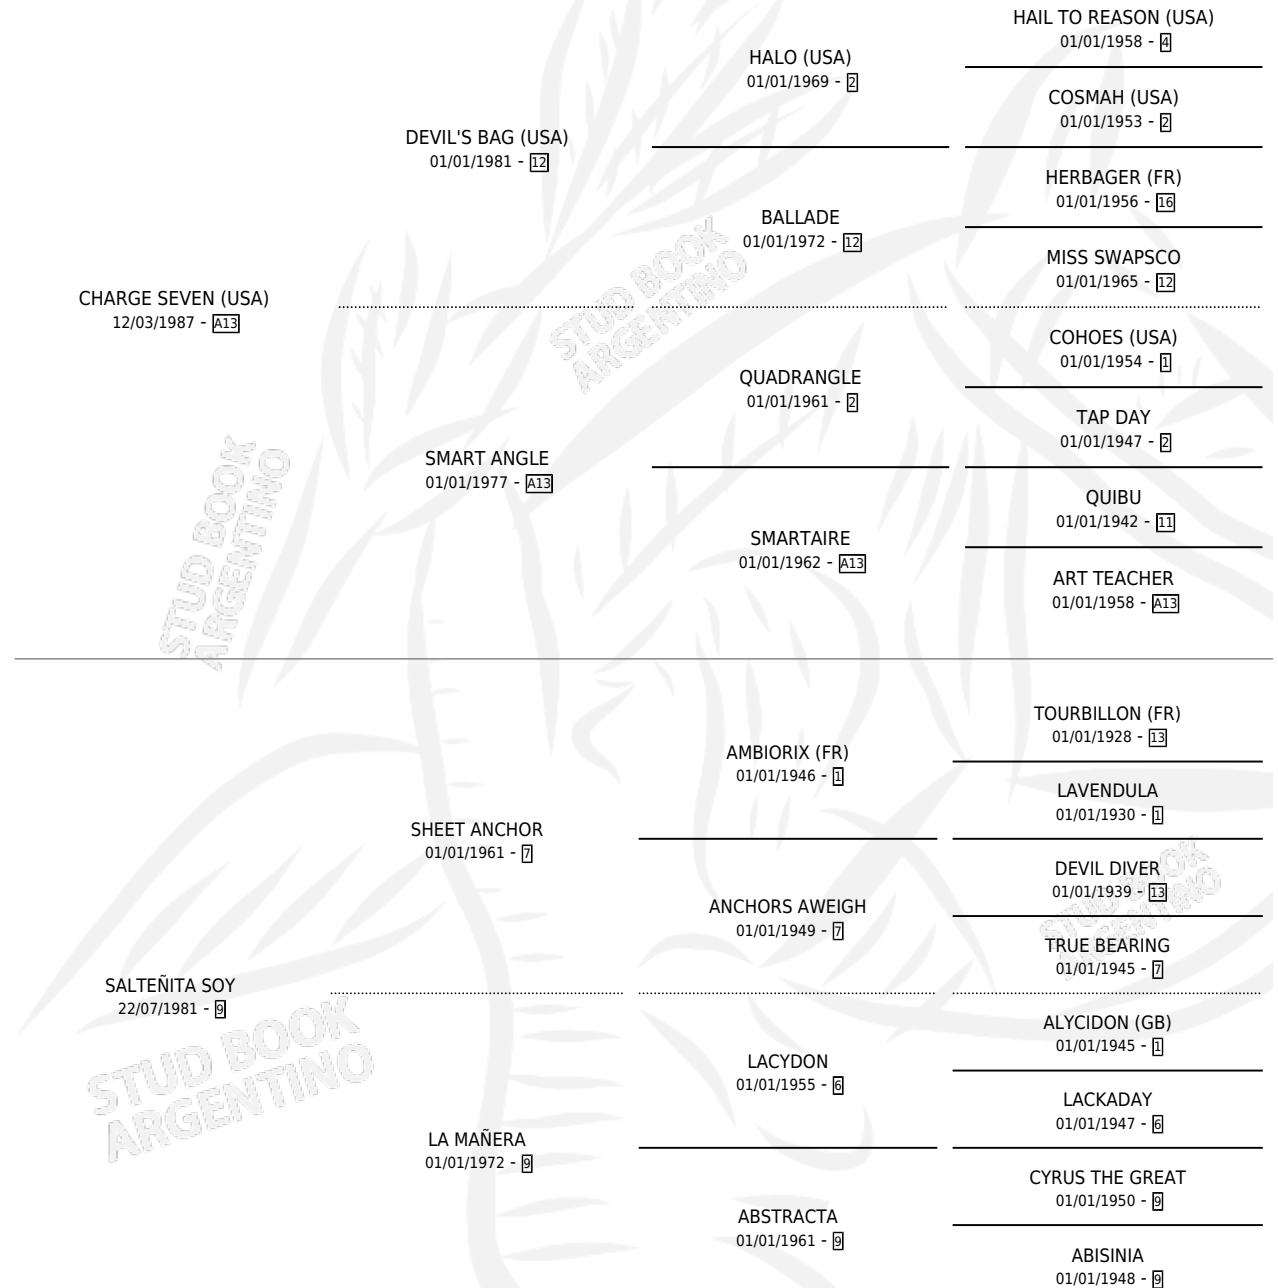 HAIL TO REASON (USA)
01/01/1958 - 4
HALO (USA)
01/01/1969 - 2
COSMAH (USA)
01/01/1953 - 2
DEVIL'S BAG (USA)
01/01/1981 - 12
HERBAGER (FR)
01/01/1956 - 16
BALLADE
01/01/1972 - 12
MISS SWAPSCO
01/01/1965 - 12
CHARGE SEVEN (USA)
12/03/1987 - A13
COHOES (USA)
01/01/1954 - 1
QUADRANGLE
01/01/1961 - 2
TAP DAY
01/01/1947 - 2
SMART ANGLE
01/01/1977 - A13
QUIBU
01/01/1942 - 11
SMARTAIRE
01/01/1962 - A13
ART TEACHER
01/01/1958 - A13
TOURBILLON (FR)
01/01/1928 - 13
AMBIORIX (FR)
01/01/1946 - 1
LAVENDULA
01/01/1930 - 1
SHEET ANCHOR
01/01/1961 - 7
DEVIL DIVER
01/01/1939 - 13
ANCHORS AWEIGH
01/01/1949 - 7
TRUE BEARING
01/01/1945 - 7
SALTEÑITA SOY
22/07/1981 - 9
ALYCIDON (GB)
01/01/1945 - 1
LACYDON
01/01/1955 - 6
LACKADAY
01/01/1947 - 6
LA MAÑERA
01/01/1972 - 9
CYRUS THE GREAT
01/01/1950 - 9
ABSTRACTA
01/01/1961 - 9
ABISINIA
01/01/1948 - 9
STUD BOOK
ARGENTINO
STUD BOOK
ARGENTINO
STUD BOOK
ARGENTINO
STUD BOOK
ARGENTINO